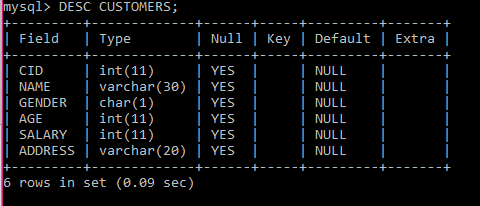 mysql> DESC CUSTOMERS;
+---------+-------------+------+-----+---------+-------+
| Field   | Type        | Null | Key | Default | Extra |
+---------+-------------+------+-----+---------+-------+
| CID     | int(11)     | YES  |     | NULL    |       |
| NAME    | varchar(30) | YES  |     | NULL    |       |
| GENDER  | char(1)     | YES  |     | NULL    |       |
| AGE     | int(11)     | YES  |     | NULL    |       |
| SALARY  | int(11)     | YES  |     | NULL    |       |
| ADDRESS | varchar(20) | YES  |     | NULL    |       |
+---------+-------------+------+-----+---------+-------+
6 rows in set (0.09 sec)